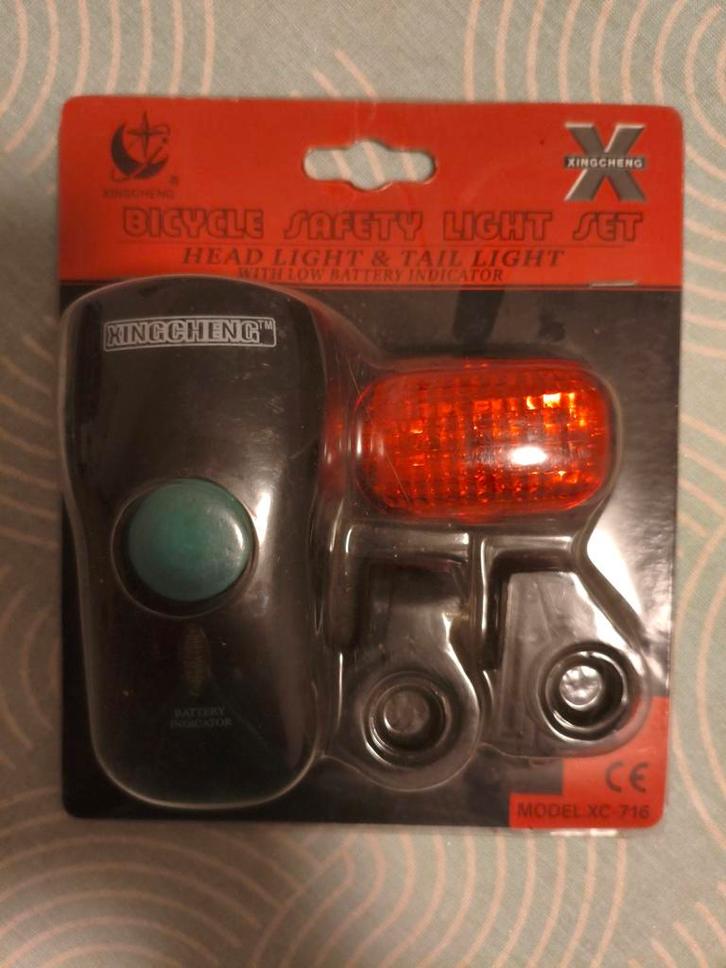 XINGCHENG
®
XINGCHENG
BICYCLE SAFETY LIGHT SET
HEAD LIGHT & TAIL LIGHT
WITH LOW BATTERY INDICATOR
XINGCHENG™
BATTERY
INDICATOR
CE
MODEL:XC-716